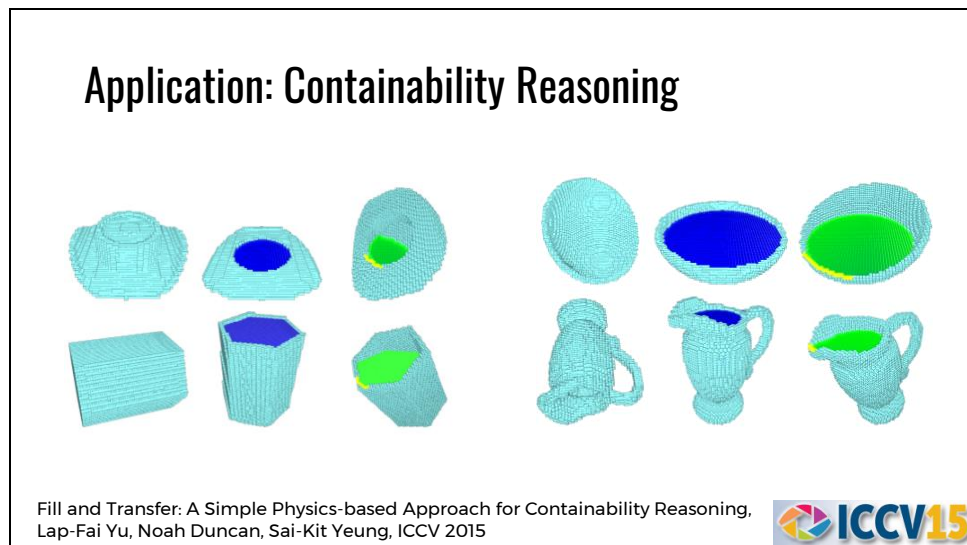 Application: Containability Reasoning
Fill and Transfer: A Simple Physics-based Approach for Containability Reasoning,
Lap-Fai Yu, Noah Duncan, Sai-Kit Yeung, ICCV 2015
ICCV15